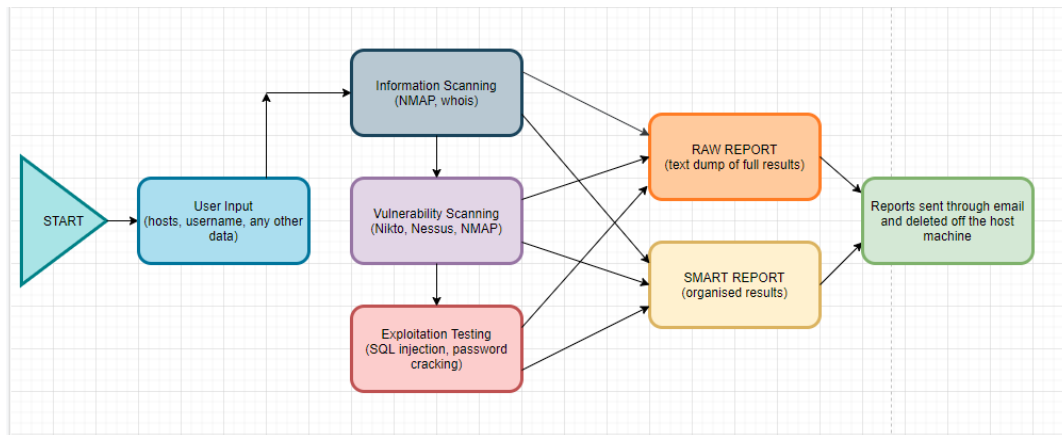 START
User Input
(hosts, username, any other
data)
Information Scanning
(NMAP, whois)
Vulnerability Scanning
(Nikto, Nessus, NMAP)
Exploitation Testing
(SQL injection, password
cracking)
RAW REPORT
(text dump of full results)
SMART REPORT
(organised results)
Reports sent through email
and deleted off the host
machine